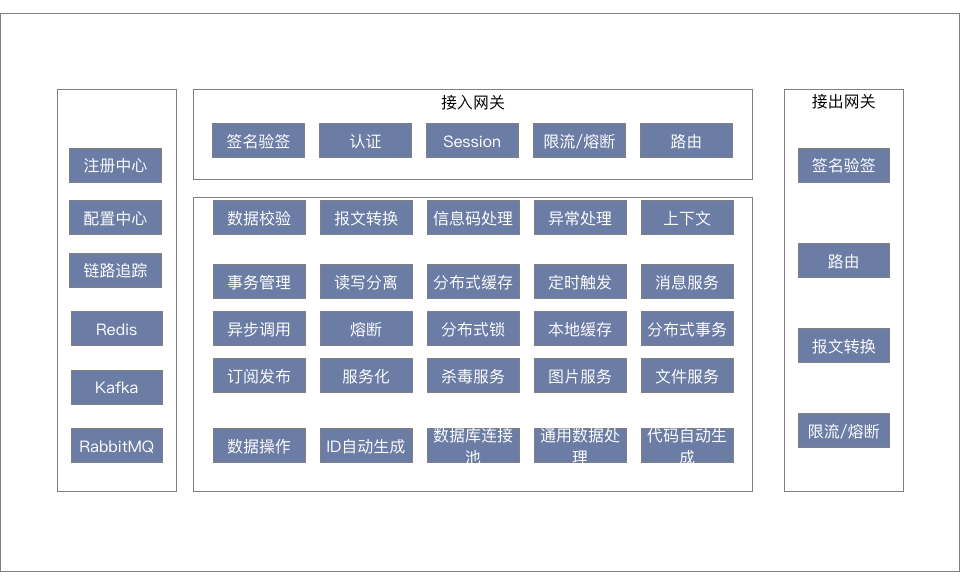 注册中心
配置中心
链路追踪
Redis
Kafka
RabbitMQ
接入网关
签名验签
认证
Session
限流/熔断
路由
数据校验
报文转换
信息码处理
异常处理
上下文
事务管理
读写分离
分布式缓存
定时触发
消息服务
异步调用
熔断
分布式锁
本地缓存
分布式事务
订阅发布
服务化
杀毒服务
图片服务
文件服务
数据操作
ID自动生成
数据库连接
池
通用数据处
理
代码自动生
成
接出网关
签名验签
路由
报文转换
限流/熔断